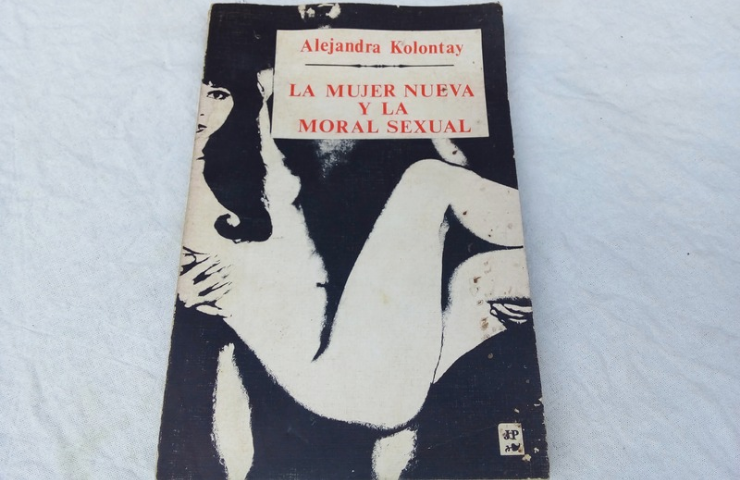 Alejandra Kolontay
LA MUJER NUEVA
Y LA
MORAL SEXUAL